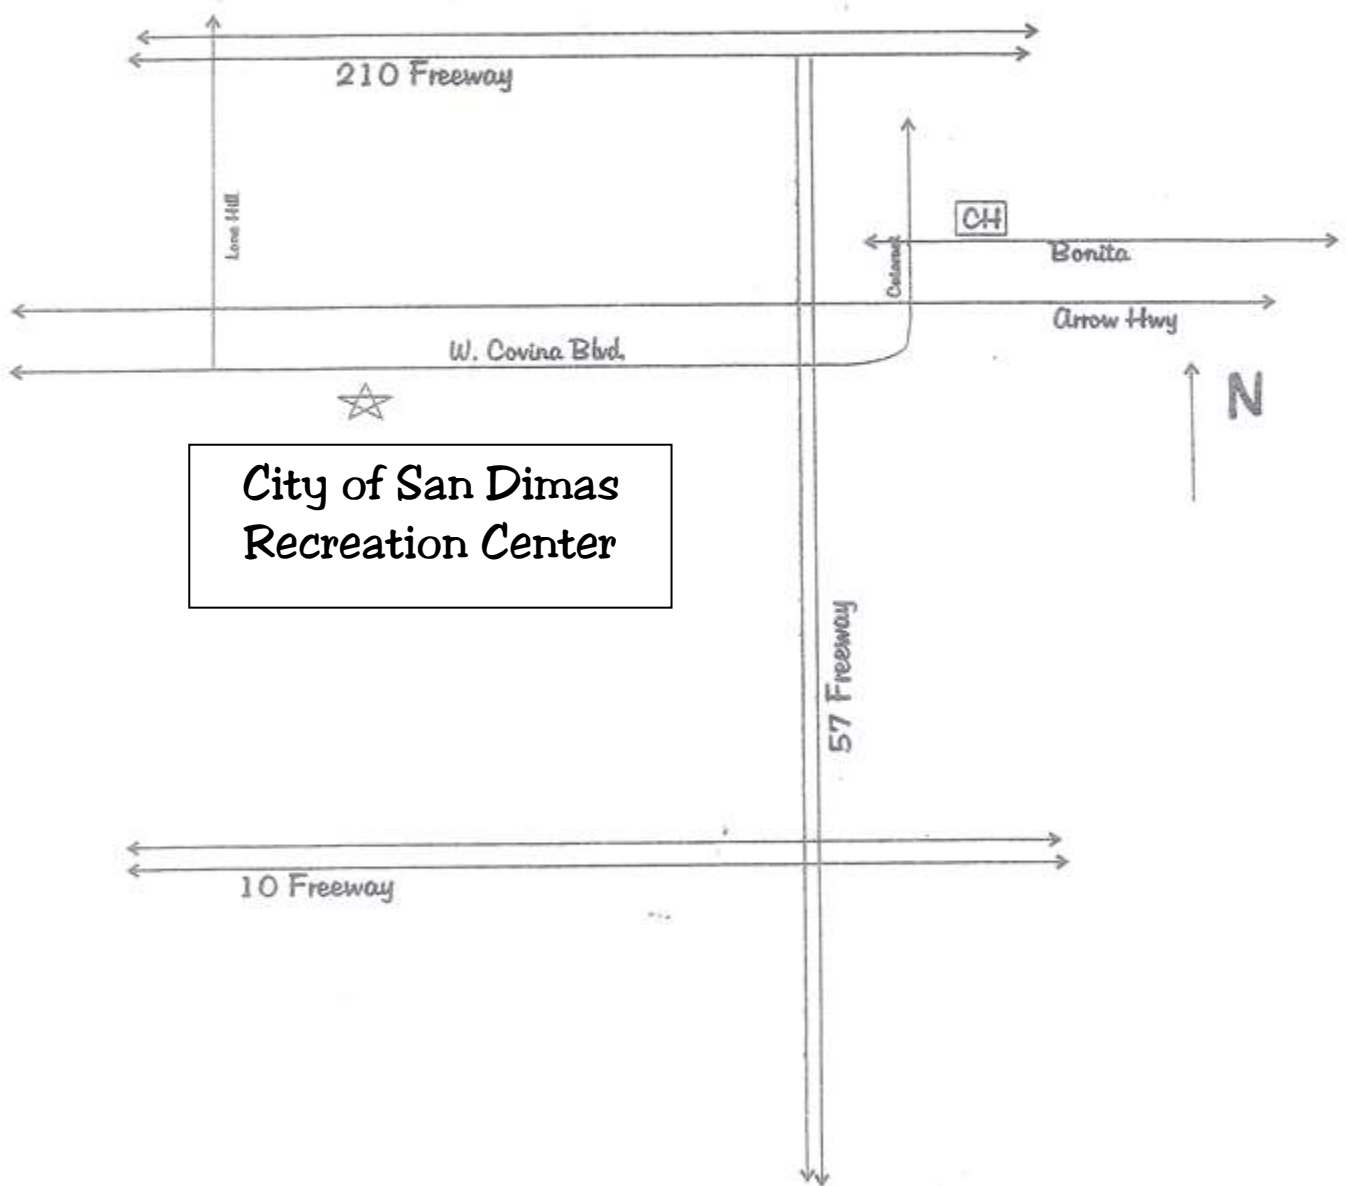 210 Freeway
Lone Hill
CH
Bonita
Arrow Hwy
W. Covina Blvd.
N
City of San Dimas
Recreation Center
57 Freeway
10 Freeway